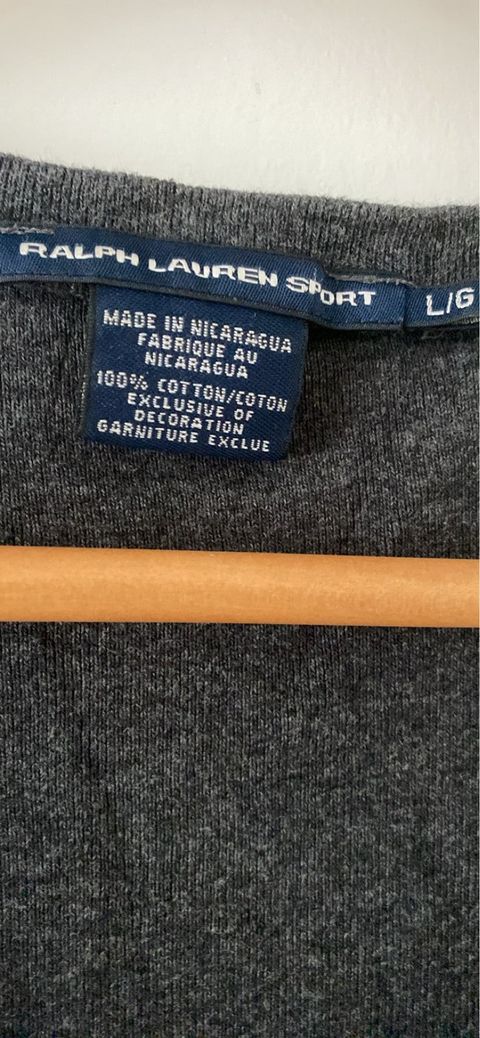 RALPH LAUREN SPORT L/G
MADE IN NICARAGUA
FABRIQUE AU
NICARAGUA
100% COTTON/COTON
EXCLUSIVE OF
DECORATION
GARNITURE EXCLUE